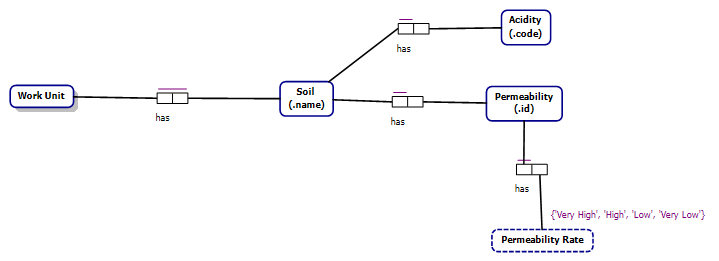 Acidity
(.code)
has
Work Unit
has
Soil
(.name)
has
Permeability
(.id)
has
{'Very High', 'High', 'Low', 'Very Low'}
Permeability Rate